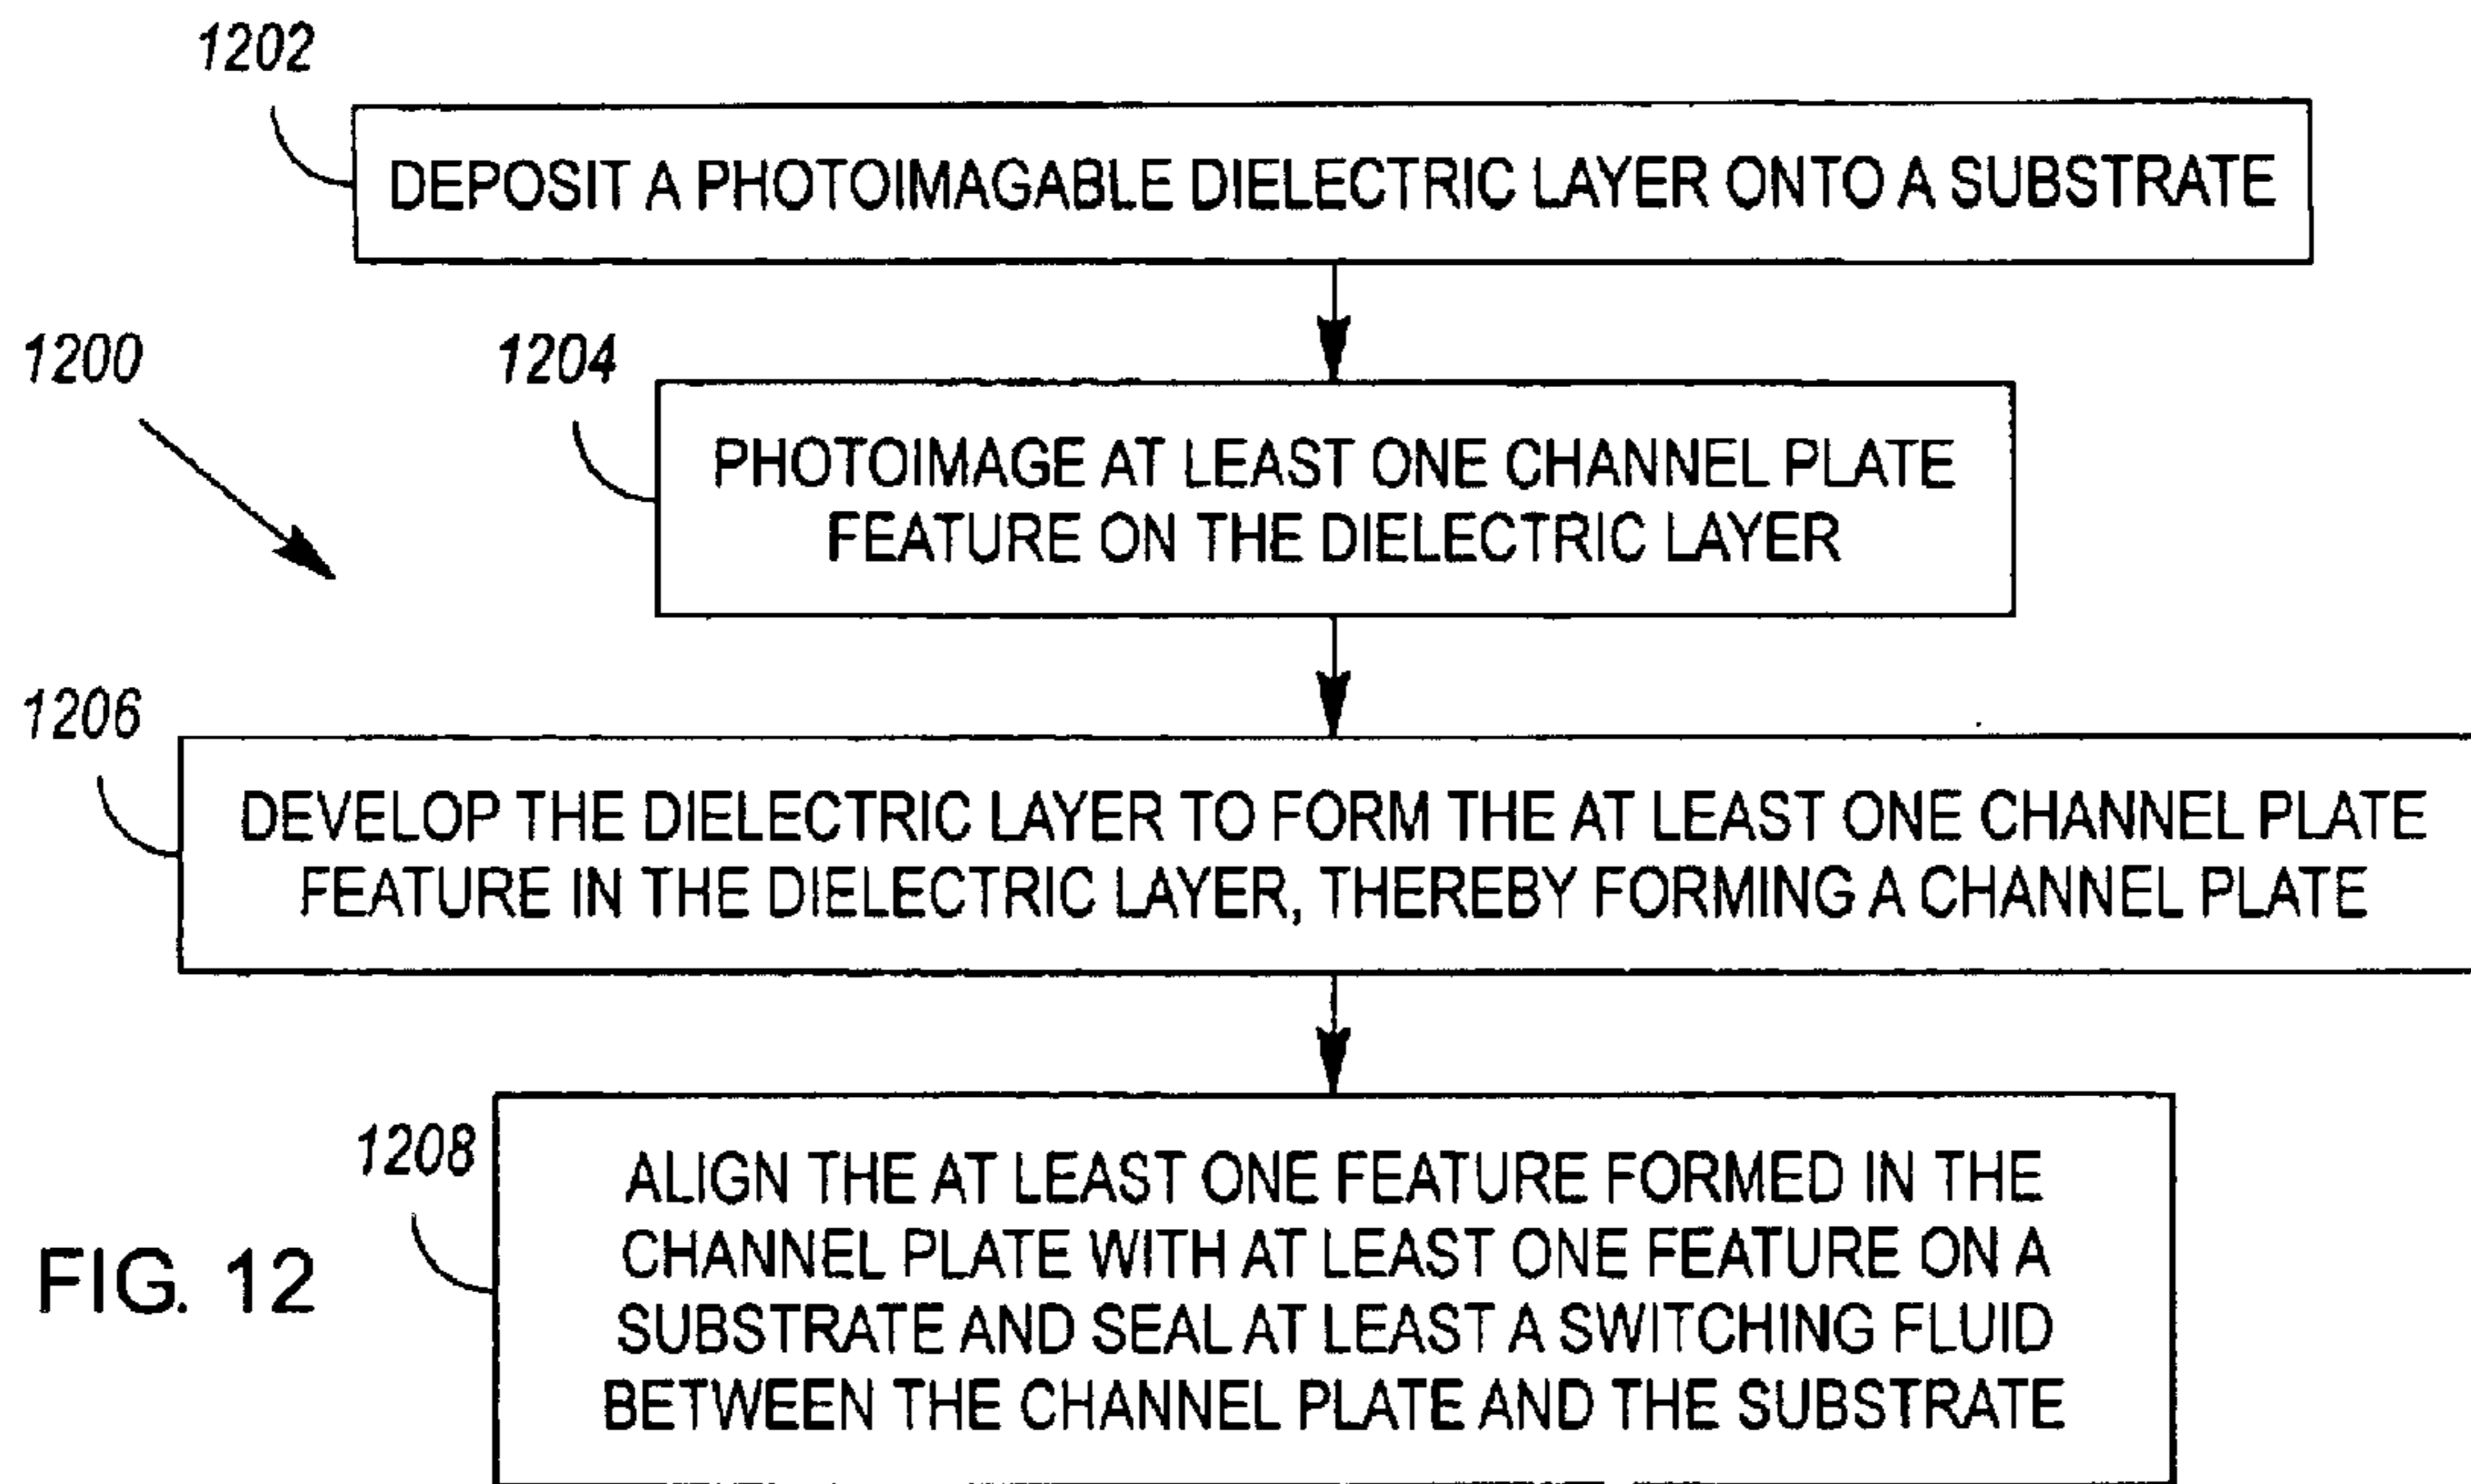 1202
DEPOSIT A PHOTOIMAGABLE DIELECTRIC LAYER ONTO A SUBSTRATE
1200
1204
PHOTOIMAGE AT LEAST ONE CHANNEL PLATE
FEATURE ON THE DIELECTRIC LAYER
1206
DEVELOP THE DIELECTRIC LAYER TO FORM THE AT LEAST ONE CHANNEL PLATE
FEATURE IN THE DIELECTRIC LAYER, THEREBY FORMING A CHANNEL PLATE
1208
ALIGN THE AT LEAST ONE FEATURE FORMED IN THE
CHANNEL PLATE WITH AT LEAST ONE FEATURE ON A
SUBSTRATE AND SEAL AT LEAST A SWITCHING FLUID
BETWEEN THE CHANNEL PLATE AND THE SUBSTRATE
FIG. 12